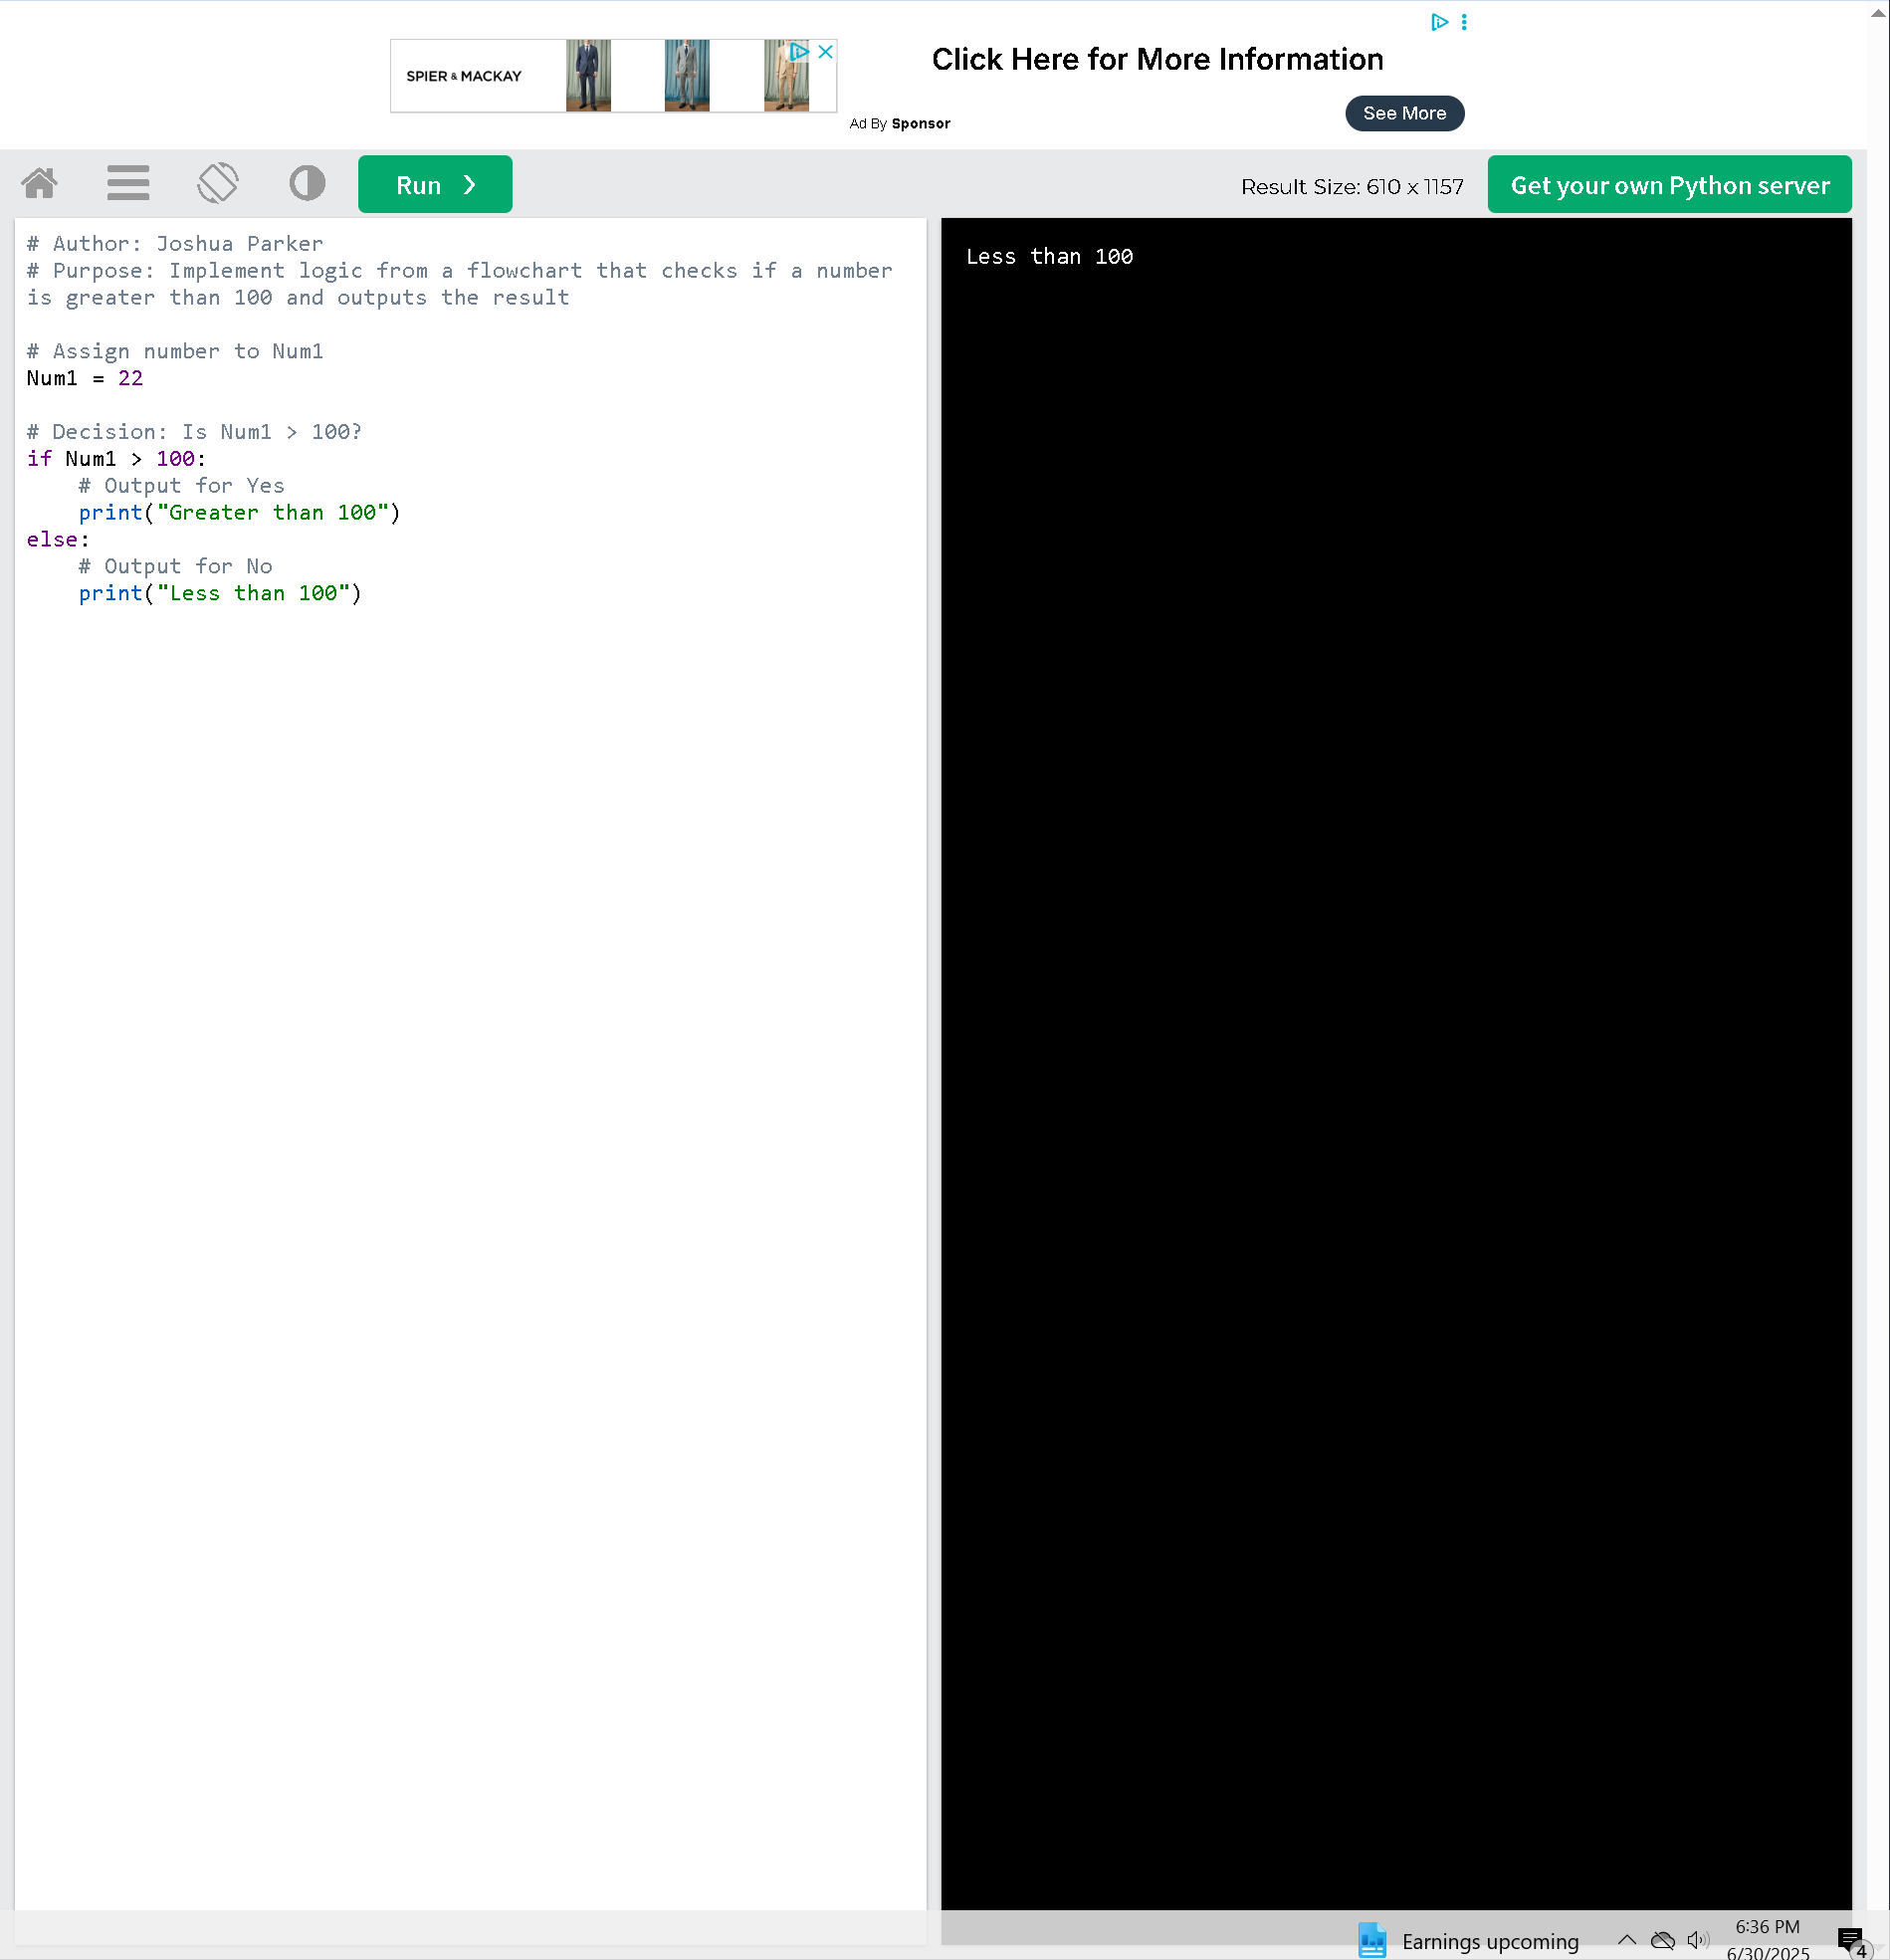 SPIER & MACKAY
Click Here for More Information
Ad By Sponsor
See More
Run ❯
Result Size: 610 x 1157
Get your own Python server
# Author: Joshua Parker
# Purpose: Implement logic from a flowchart that checks if a number
is greater than 100 and outputs the result
# Assign number to Num1
Num1 = 22
# Decision: Is Num1 > 100?
if Num1 > 100:
    # Output for Yes
    print("Greater than 100")
else:
    # Output for No
    print("Less than 100")
Less than 100
Earnings upcoming
6:36 PM
6/30/2025
4